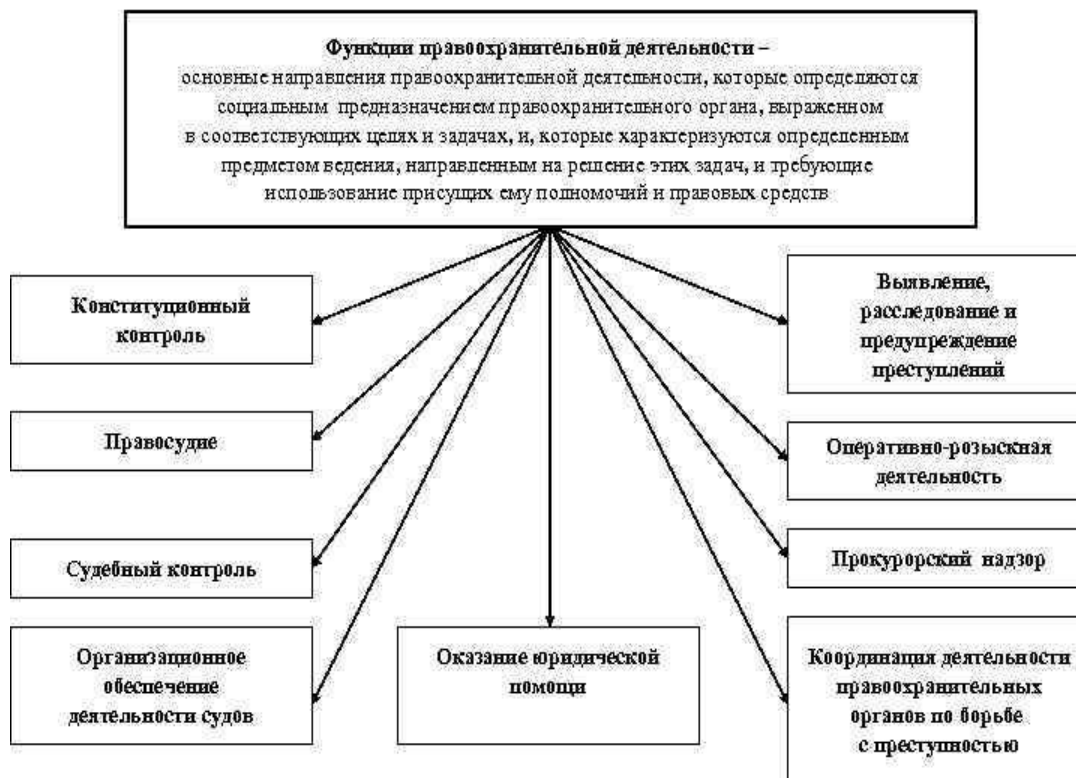 Функции правоохранительной деятельности –
основные направления правоохранительной деятельности, которые определяются
социальным предназначением правоохранительного органа, выраженном
в соответствующих целях и задачах, и, которые характеризуются определенным
предметом ведения, направленным на решение этих задач, и требующие
использование присущих ему полномочий и правовых средств
Конституционный
контроль
Правосудие
Судебный контроль
Организационное
обеспечение
деятельности судов
Оказание юридической
помощи
Выявление,
расследование и
предупреждение
преступлений
Оперативно-розыскная
деятельность
Прокурорский надзор
Координация деятельности
правоохранительных
органов по борьбе
с преступностью